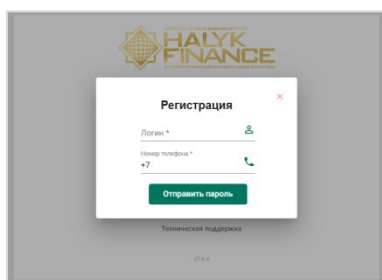 HALYK
FINANCE
Регистрация
Логин *
Номер телефона *
+7
Отправить пароль
Техническая поддержка